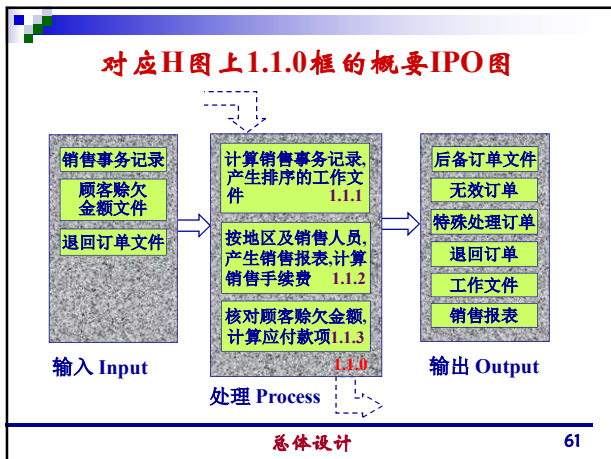 对应H图上1.1.0框的概要IPO图
销售事务记录
顾客赊欠
金额文件
退回订单文件
输入 Input
计算销售事务记录,
产生排序的工作文
件 1.1.1
按地区及销售人员,
产生销售报表,计算
销售手续费 1.1.2
核对顾客赊欠金额,
计算应付款项1.1.3
1.1.0
处理 Process
后备订单文件
无效订单
特殊处理订单
退回订单
工作文件
销售报表
输出 Output
总体设计
61